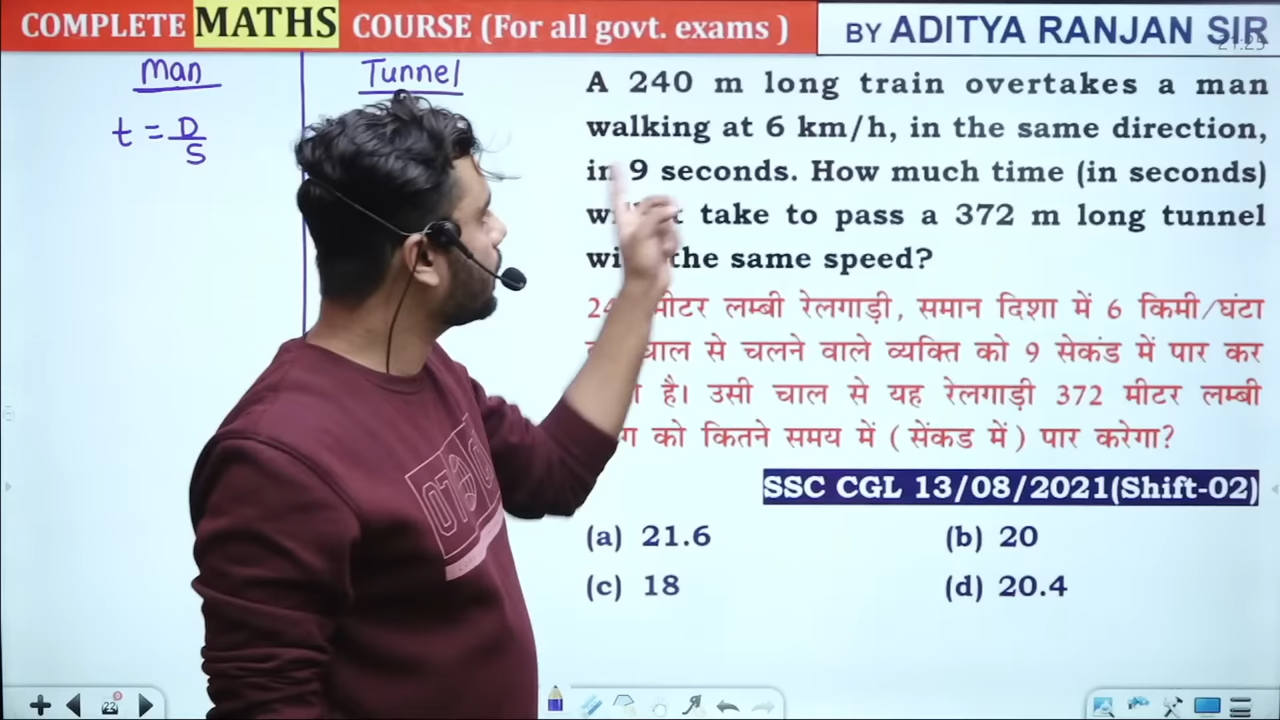 COMPLETE MATHS COURSE (For all govt. exams )
BY ADITYA RANJAN SIR
Man
t = D/S
Tunnel
A 240 m long train overtakes a man
walking at 6 km/h, in the same direction,
in 9 seconds. How much time (in seconds)
take to pass a 372 m long tunnel
the same speed?
लम्बी रेलगाड़ी, समान दिशा में 6 किमी/घंटा
से चलने वाले व्यक्ति को 9 सेकंड में पार कर
है। उसी चाल से यह रेलगाड़ी 372 मीटर लम्बी
को कितने समय में ( सेंकड में ) पार करेगा?
SSC CGL 13/08/2021(Shift-02)
(a) 21.6
(b) 20
(c) 18
(d) 20.4
22